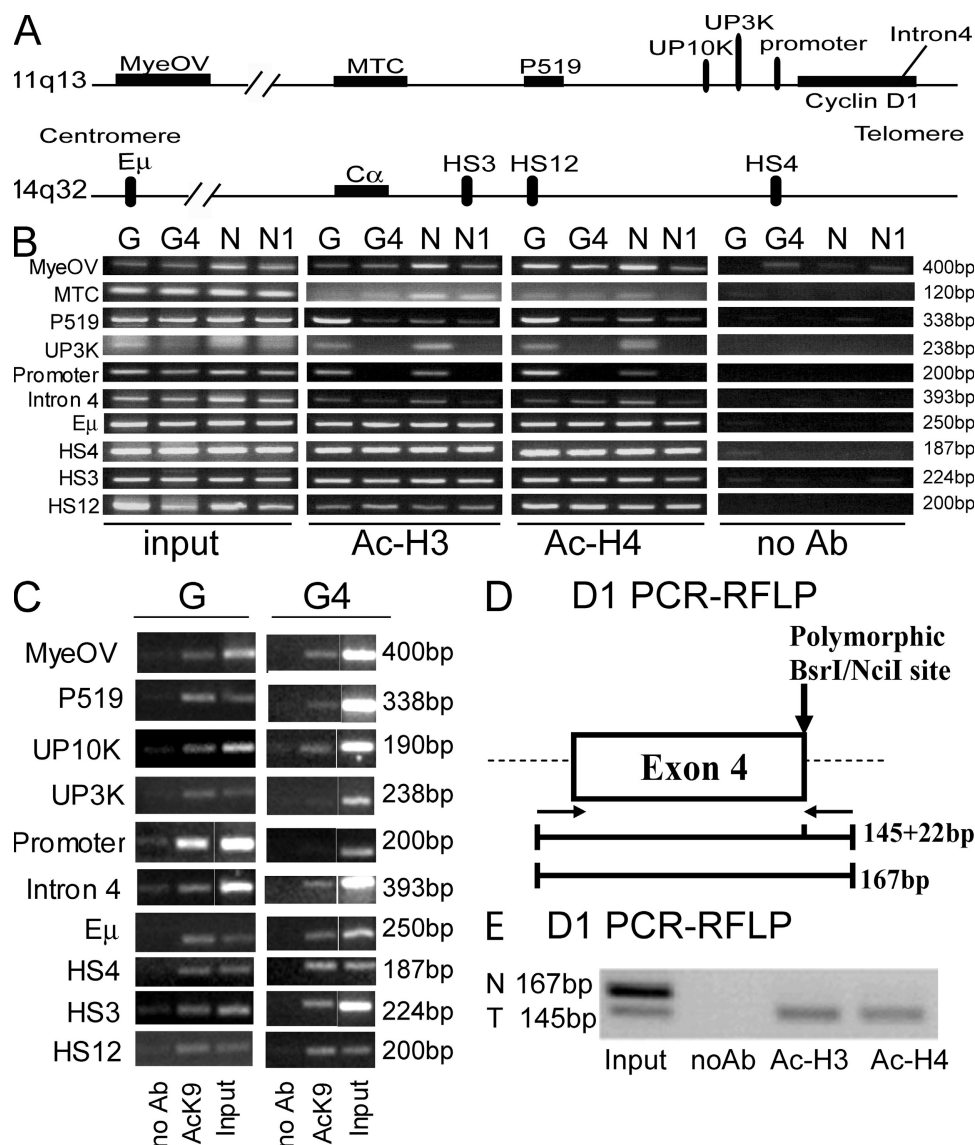 A
11q13
MyeOV
MTC
P519
UP10K
UP3K
promoter
Intron4
Cyclin D1
Centromere
Telomere
14q32
Eμ
Cα
HS3
HS12
HS4
B
G G4 N N1 G G4 N N1 G G4 N N1 G G4 N N1
MyeOV 400bp
MTC 120bp
P519 338bp
UP3K 238bp
Promoter 200bp
Intron 4 393bp
Eμ 250bp
HS4 187bp
HS3 224bp
HS12 200bp
input Ac-H3 Ac-H4 no Ab
C
G G4
MyeOV 400bp
P519 338bp
UP10K 190bp
UP3K 238bp
Promoter 200bp
Intron 4 393bp
Eμ 250bp
HS4 187bp
HS3 224bp
HS12 200bp
no Ab AcK9 Input no Ab AcK9 Input
D D1 PCR-RFLP
Polymorphic
BsrI/NciI site
Exon 4
145+22bp
167bp
E D1 PCR-RFLP
N 167bp
T 145bp
Input noAb Ac-H3 Ac-H4